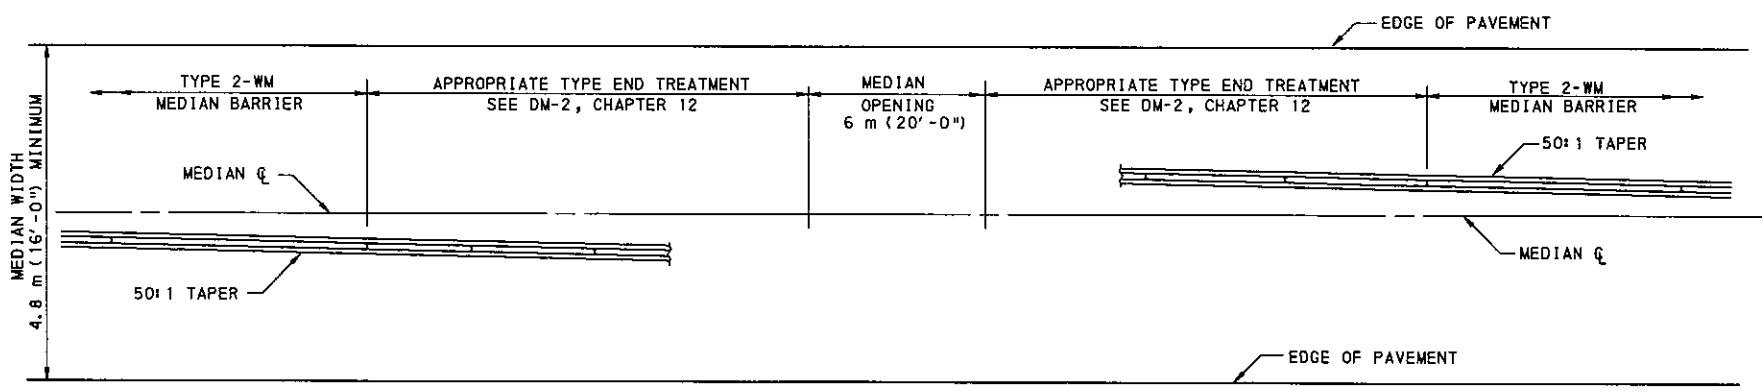 EDGE OF PAVEMENT
TYPE 2-WM
MEDIAN BARRIER
APPROPRIATE TYPE END TREATMENT
SEE DM-2, CHAPTER 12
MEDIAN
OPENING
6 m (20'-0")
APPROPRIATE TYPE END TREATMENT
SEE DM-2, CHAPTER 12
TYPE 2-WM
MEDIAN BARRIER
MEDIAN WIDTH
4.8 m (16'-0") MINIMUM
50:1 TAPER
MEDIAN ℄
MEDIAN ℄
50:1 TAPER
EDGE OF PAVEMENT